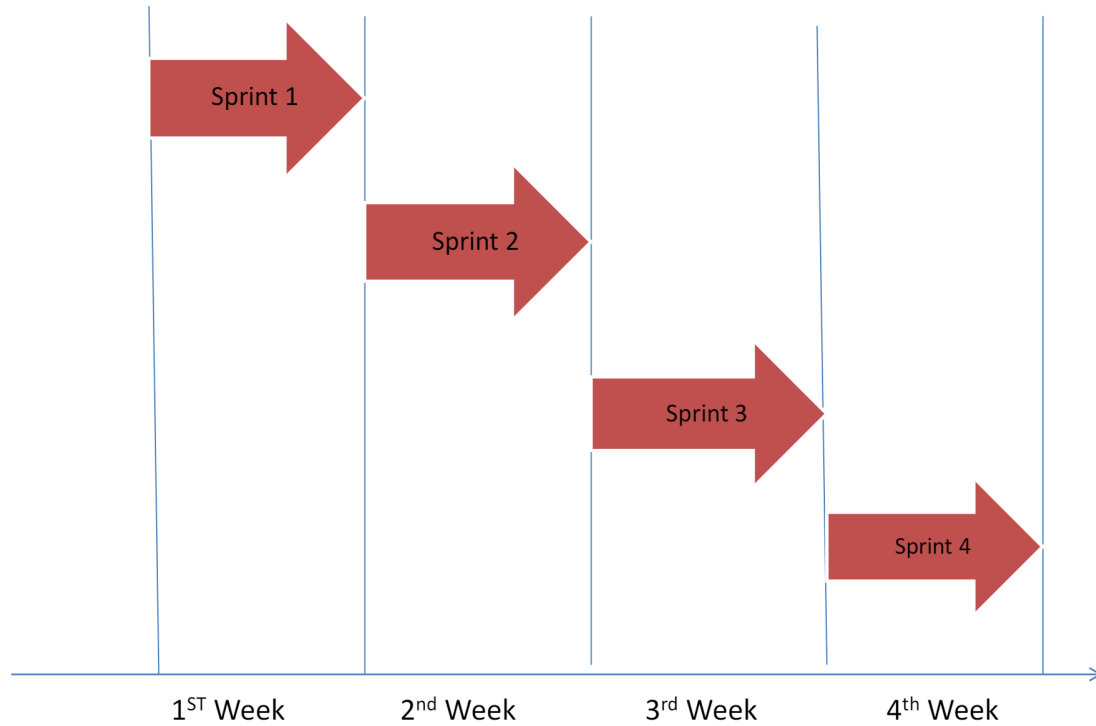 Sprint 1
Sprint 2
Sprint 3
Sprint 4
1ST Week
2nd Week
3rd Week
4th Week